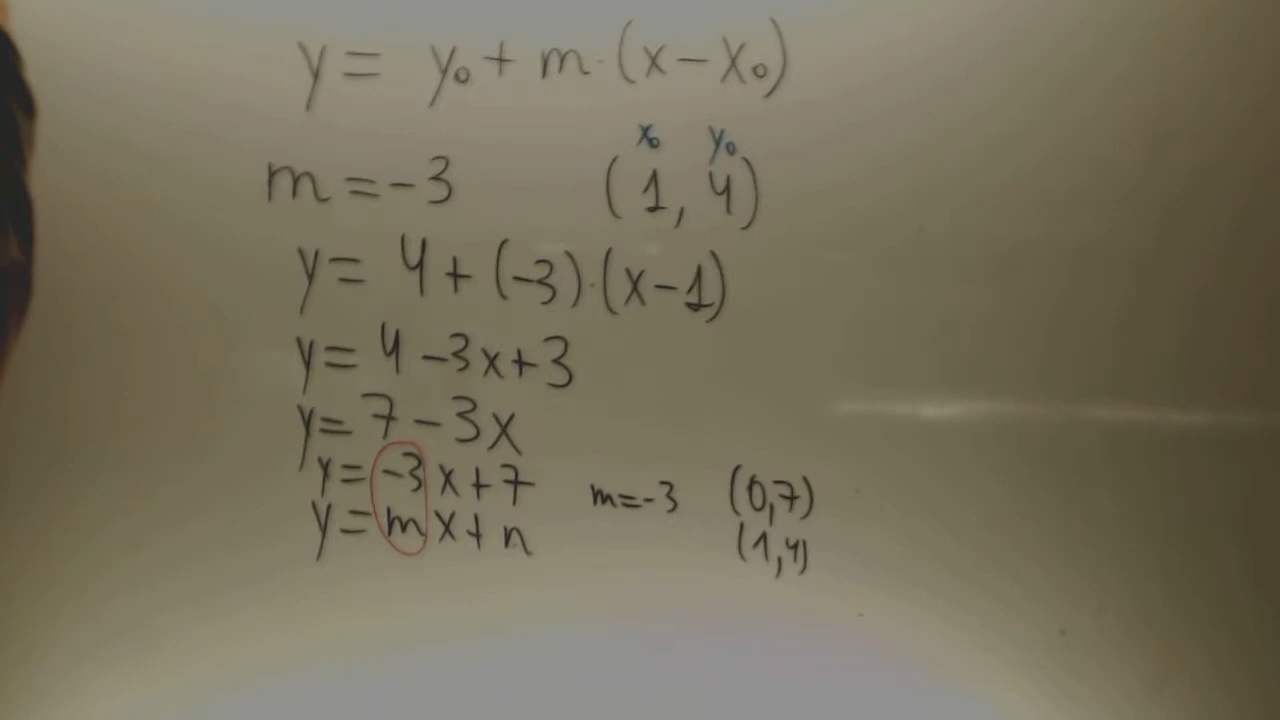 y = y₀ + m · (x − x₀)
x₀ y₀
m = −3 (1, 4)
y = 4 + (−3) · (x − 1)
y = 4 − 3x + 3
y = 7 − 3x
y = −3x + 7 m = −3 (0,7)
y = mx + n (1,4)